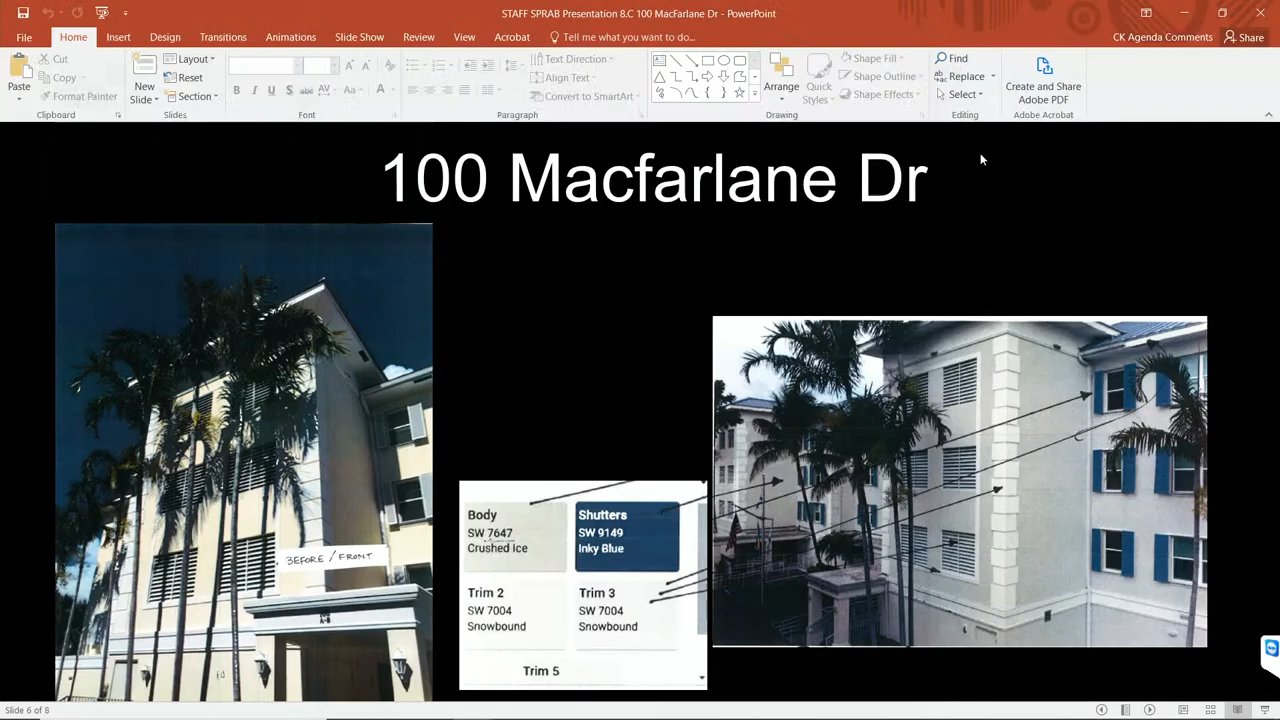 STAFF SPRAB Presentation 8.C 100 MacFarlane Dr - PowerPoint
File Home Insert Design Transitions Animations Slide Show Review View Acrobat Tell me what you want to do... CK Agenda Comments Share
Cut
Copy
Format Painter
Paste
Clipboard
New
Slide
Layout
Reset
Section
Slides
B I U S abc AV Aa A
Font
Text Direction
Align Text
Convert to SmartArt
Paragraph
Arrange
Quick
Styles
Shape Fill
Shape Outline
Shape Effects
Drawing
Find
Replace
Select
Editing
Create and Share
Adobe PDF
Adobe Acrobat
100 Macfarlane Dr
BEFORE / FRONT
Body
SW 7647
Crushed Ice
Shutters
SW 9149
Inky Blue
Trim 2
SW 7004
Snowbound
Trim 3
SW 7004
Snowbound
Trim 5
Slide 6 of 8